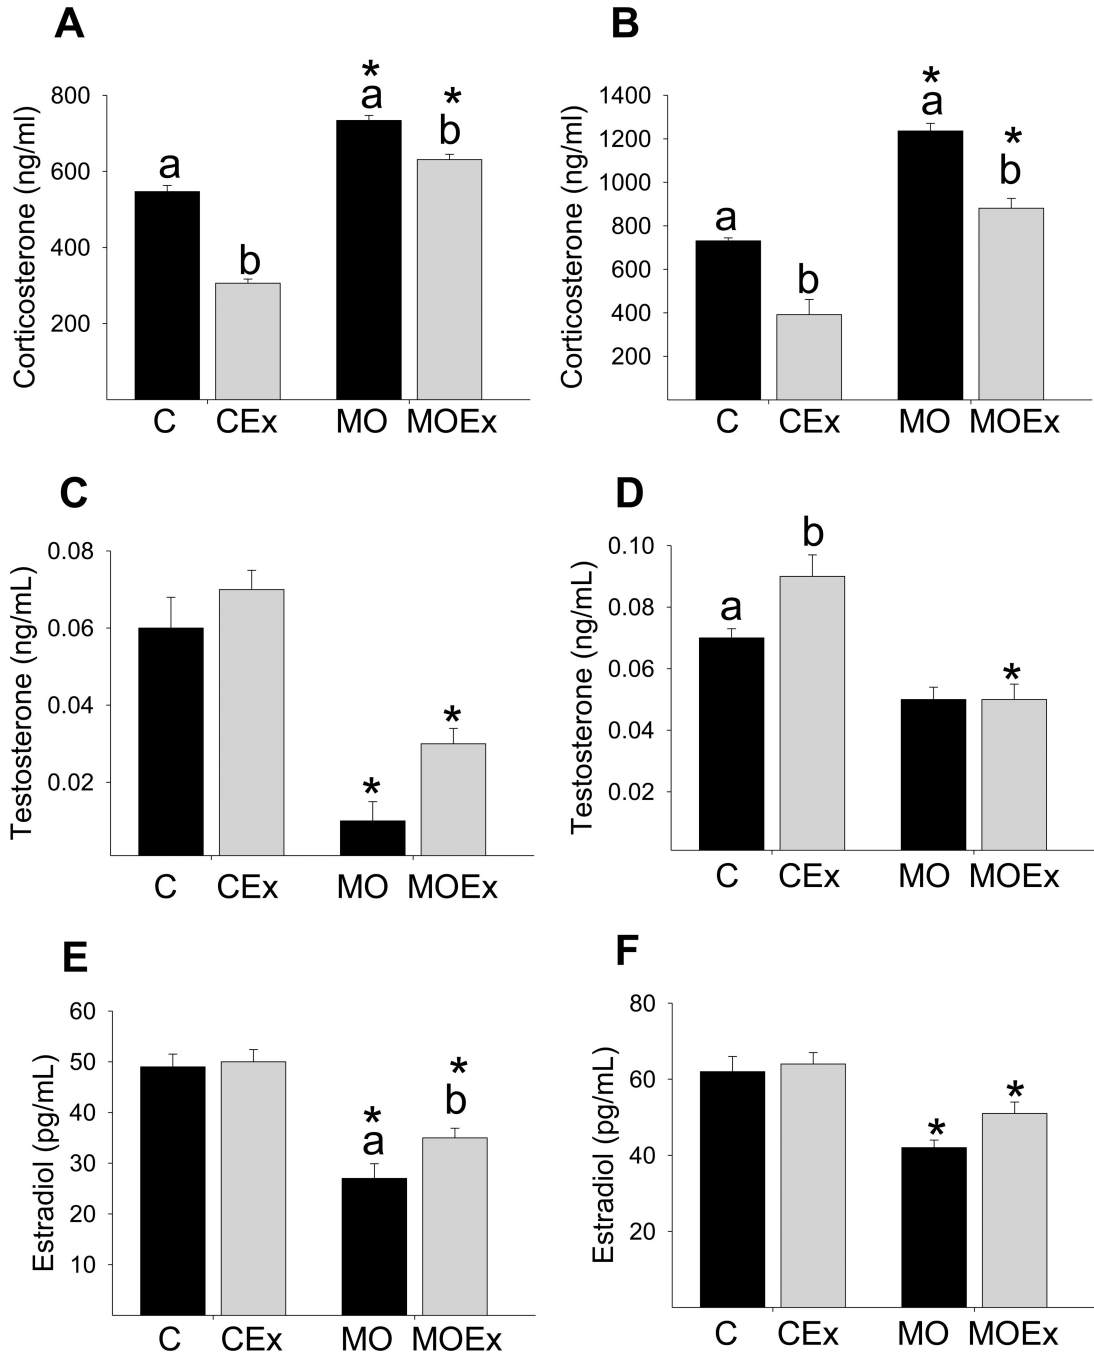 A
Corticosterone (ng/ml)
800
600
400
200
a
b
*
a
*
b
C CEx MO MOEx
B
Corticosterone (ng/ml)
1400
1200
1000
800
600
400
200
a
b
*
a
*
b
C CEx MO MOEx
C
Testosterone (ng/mL)
0.08
0.06
0.04
0.02
*
*
C CEx MO MOEx
D
Testosterone (ng/mL)
0.10
0.08
0.06
0.04
0.02
a
b
*
C CEx MO MOEx
E
Estradiol (pg/mL)
60
50
40
30
20
10
*
a
*
b
C CEx MO MOEx
F
Estradiol (pg/mL)
80
60
40
20
*
*
C CEx MO MOEx